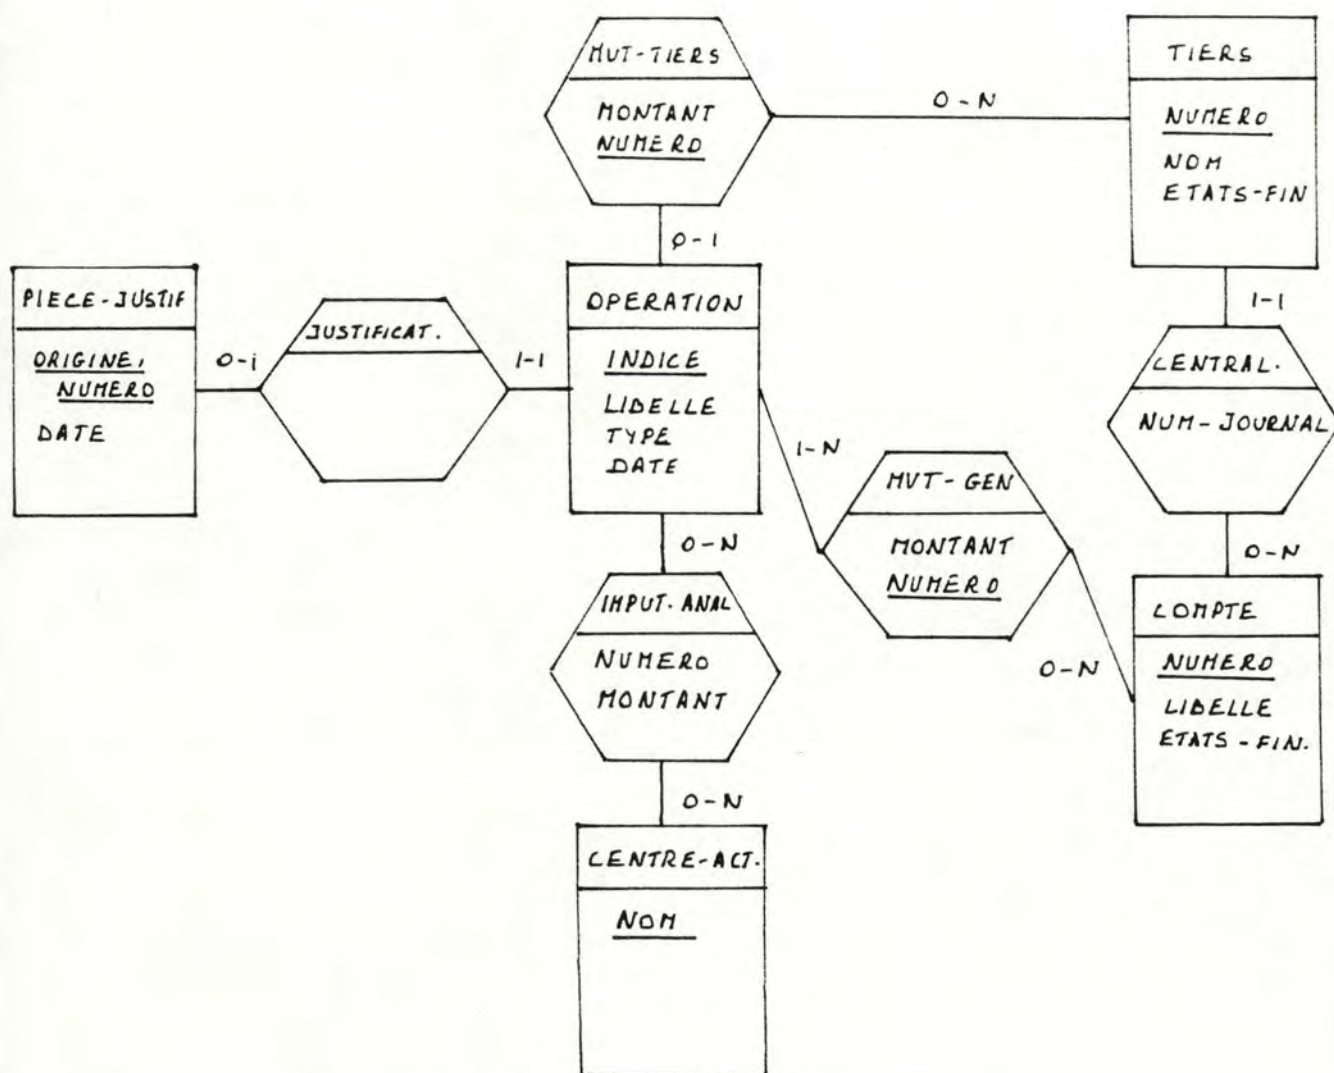 MUT-TIERS
MONTANT
NUMERO
0-N
TIERS
NUMERO
NOM
ETATS-FIN
0-1
1-1
PIECE-JUSTIF
ORIGINE,
NUMERO
DATE
0-1
JUSTIFICAT.
1-1
OPERATION
INDICE
LIBELLE
TYPE
DATE
CENTRAL.
NUM-JOURNAL
1-N
MVT-GEN
MONTANT
NUMERO
0-N
0-N
0-N
IMPUT.ANAL
NUMERO
MONTANT
COMPTE
NUMERO
LIBELLE
ETATS-FIN.
0-N
CENTRE-ACT.
NOM